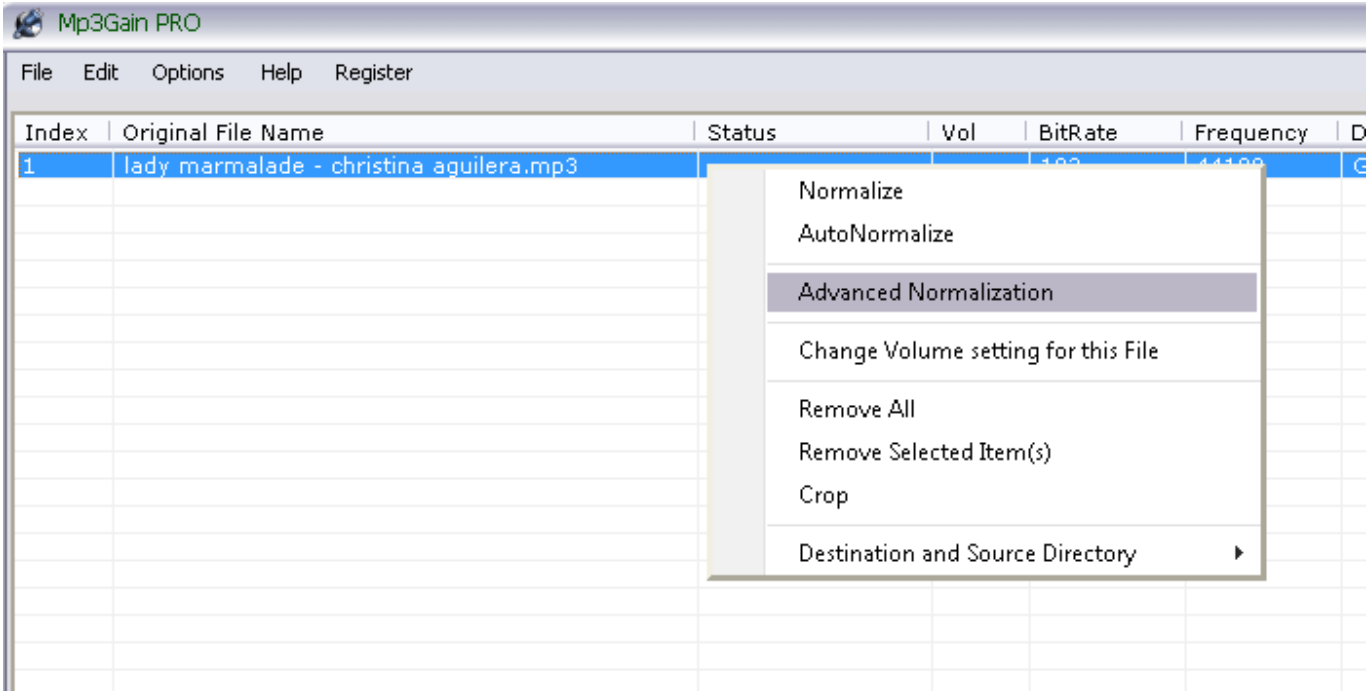 Mp3Gain PRO
File Edit Options Help Register
Index Original File Name Status Vol BitRate Frequency
1 lady marmalade - christina aguilera.mp3
Normalize
AutoNormalize
Advanced Normalization
Change Volume setting for this File
Remove All
Remove Selected Item(s)
Crop
Destination and Source Directory